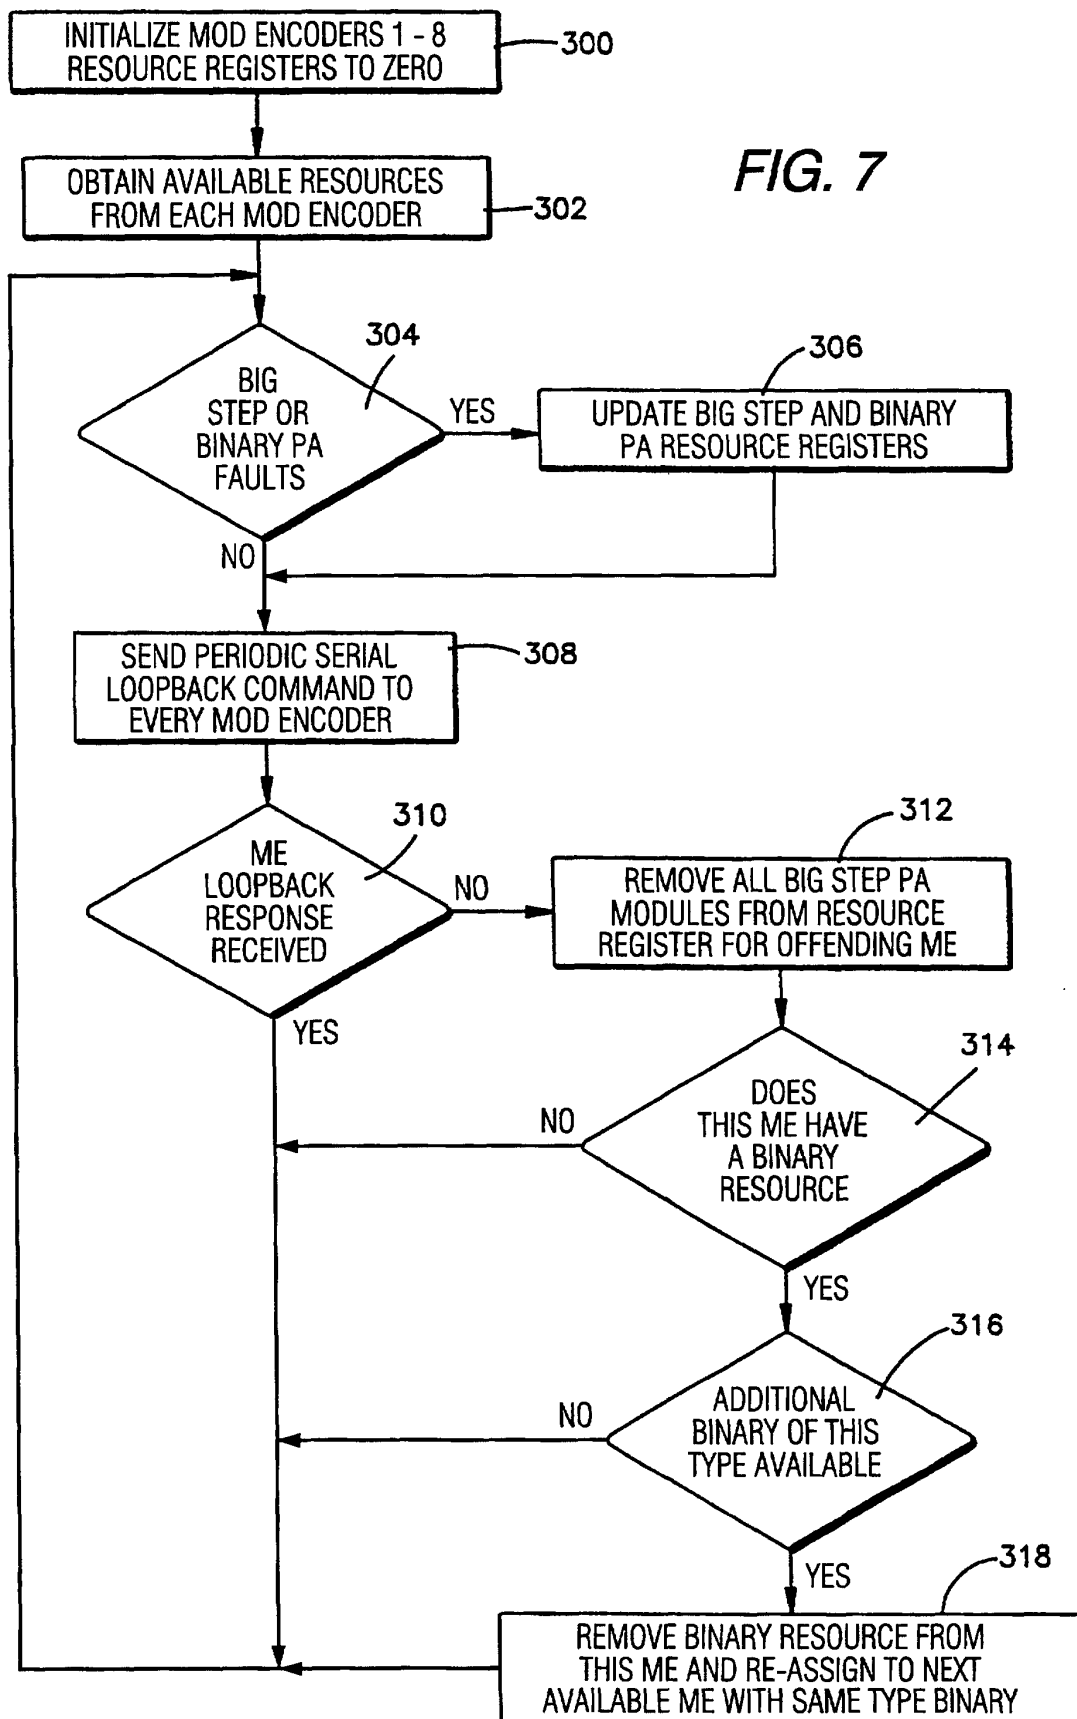 INITIALIZE MOD ENCODERS 1 - 8
RESOURCE REGISTERS TO ZERO
300
OBTAIN AVAILABLE RESOURCES
FROM EACH MOD ENCODER
302
FIG. 7
304
BIG
STEP OR
BINARY PA
FAULTS
YES
306
UPDATE BIG STEP AND BINARY
PA RESOURCE REGISTERS
NO
SEND PERIODIC SERIAL
LOOPBACK COMMAND TO
EVERY MOD ENCODER
308
310
ME
LOOPBACK
RESPONSE
RECEIVED
NO
312
REMOVE ALL BIG STEP PA
MODULES FROM RESOURCE
REGISTER FOR OFFENDING ME
YES
314
DOES
THIS ME HAVE
A BINARY
RESOURCE
NO
YES
316
ADDITIONAL
BINARY OF THIS
TYPE AVAILABLE
NO
YES
318
REMOVE BINARY RESOURCE FROM
THIS ME AND RE-ASSIGN TO NEXT
AVAILABLE ME WITH SAME TYPE BINARY